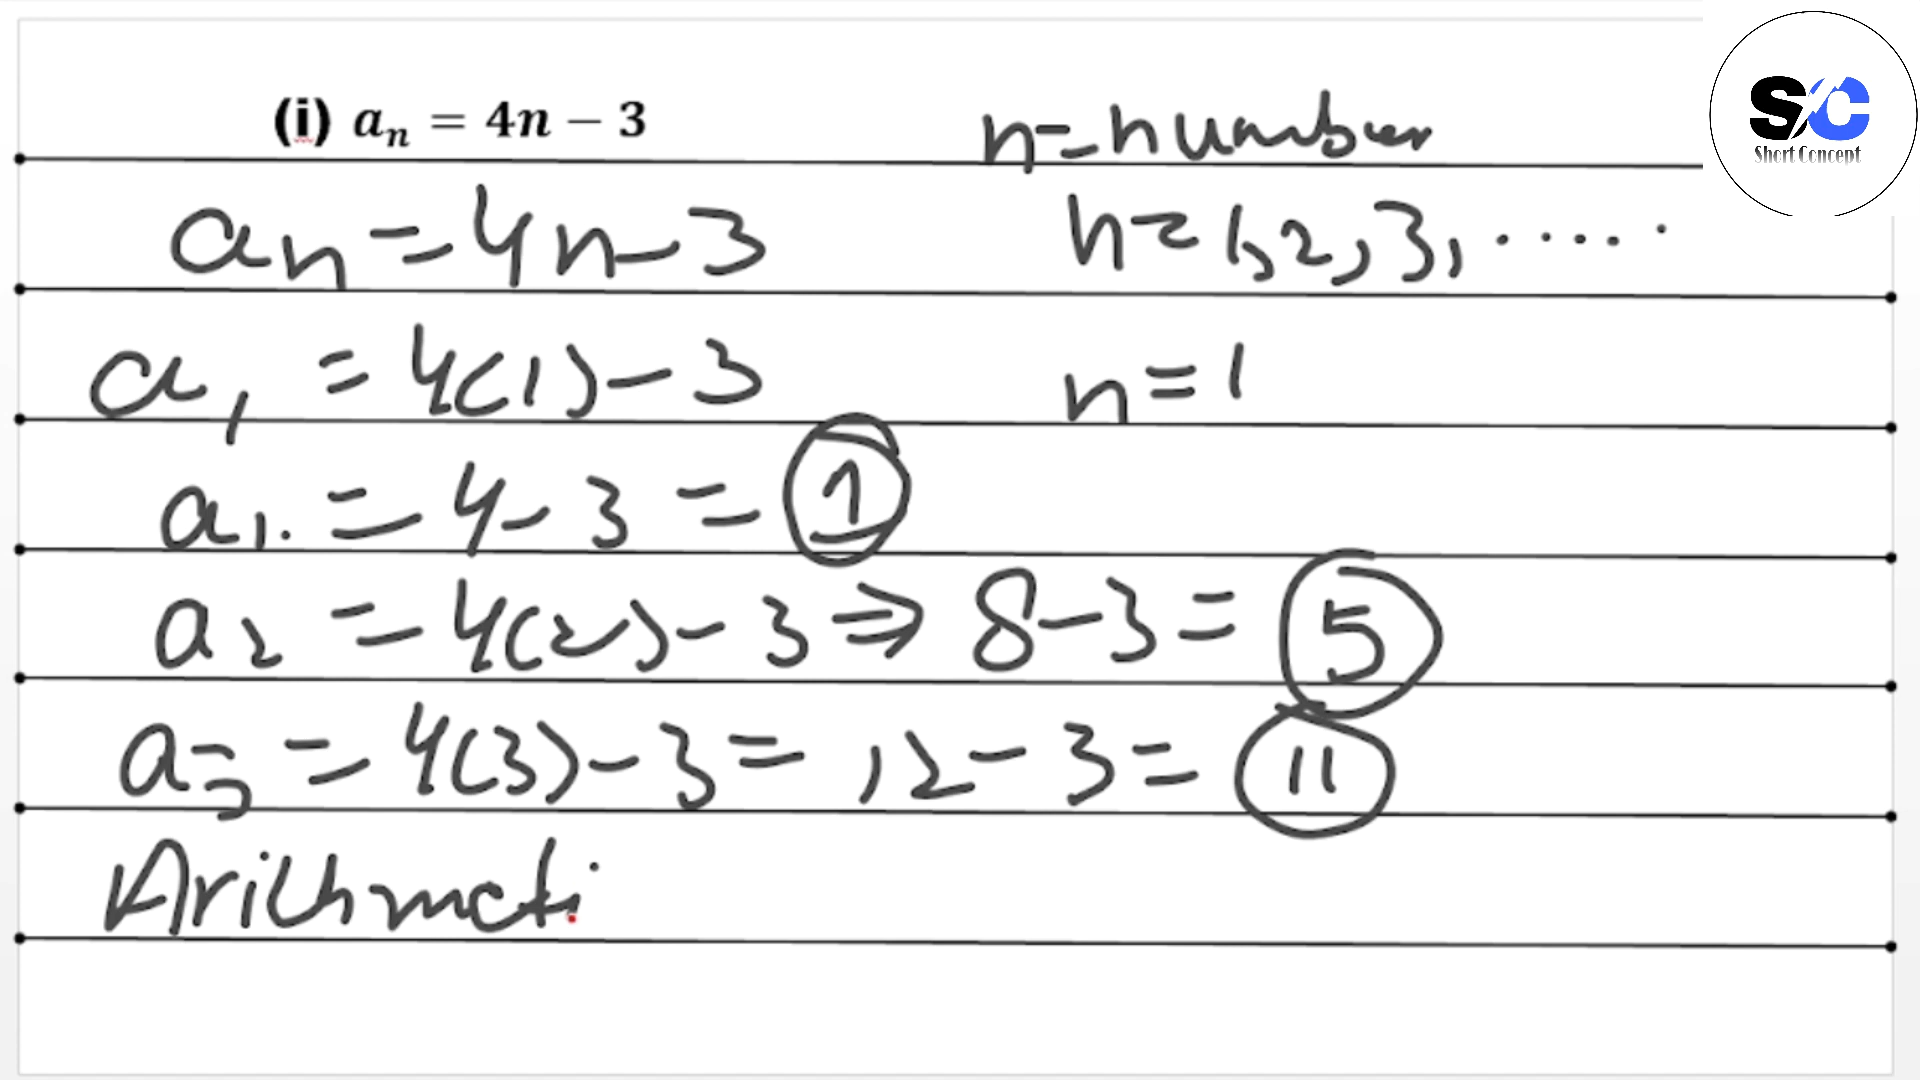 (i) aₙ = 4n − 3
n = number
SC
Short Concept
aₙ = 4n − 3
n = 1, 2, 3, ......
a₁ = 4(1) − 3
n = 1
a₁. = 4 − 3 = 1
a₂ = 4(2) − 3 ⇒ 8 − 3 = 5
a₃ = 4(3) − 3 = 12 − 3 = 11
Arithmeti